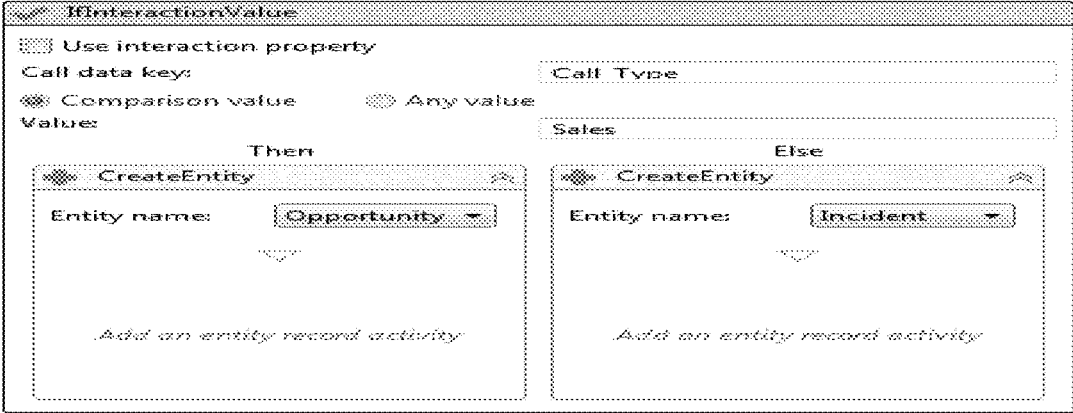 IfInteractionValue
Use interaction property
Call data key: Call Type
Comparison value Any value
Value: Sales
Then Else
CreateEntity CreateEntity
Entity name: Opportunity Entity name: Incident
Add an entity record activity Add an entity record activity